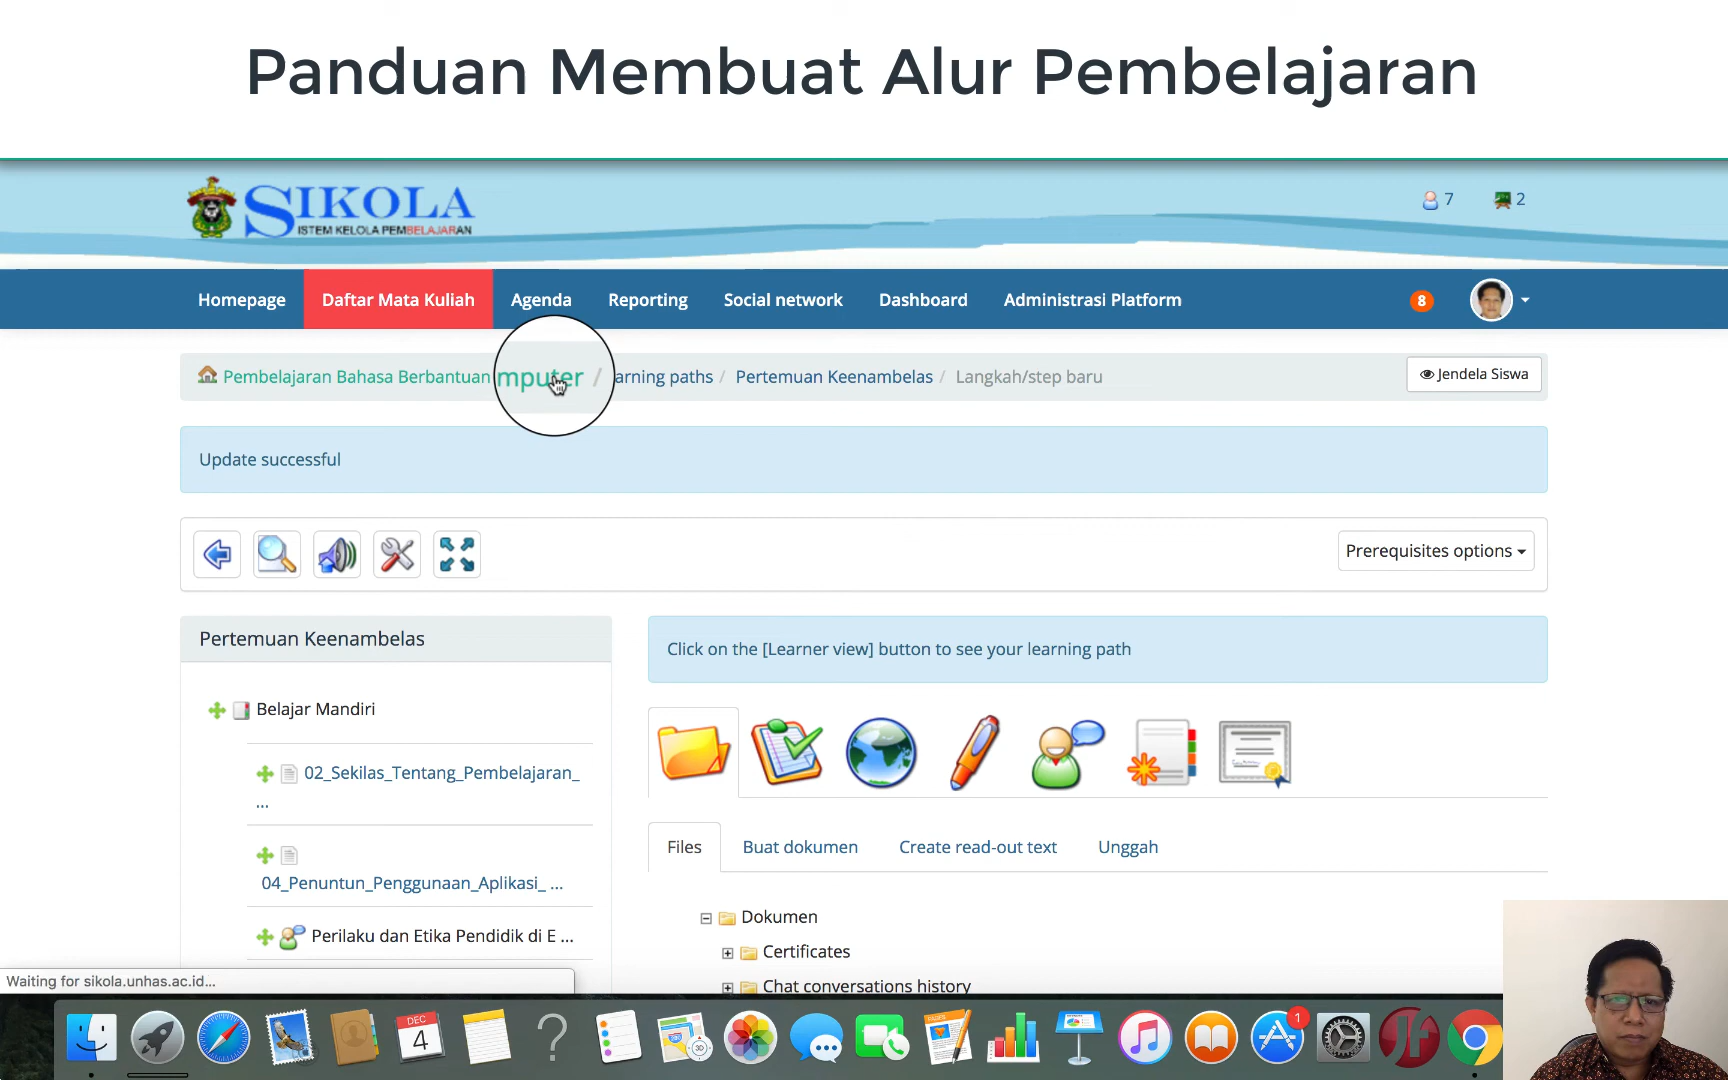 Panduan Membuat Alur Pembelajaran
SIKOLA
ISTEM KELOLA PEMBELAJARAN
7
2
Homepage
Daftar Mata Kuliah
Agenda
Reporting
Social network
Dashboard
Administrasi Platform
8
Pembelajaran Bahasa Berbantuan mputer / arning paths / Pertemuan Keenambelas / Langkah/step baru
Jendela Siswa
Update successful
Prerequisites options
Pertemuan Keenambelas
Click on the [Learner view] button to see your learning path
Belajar Mandiri
02_Sekilas_Tentang_Pembelajaran_
...
04_Penuntun_Penggunaan_Aplikasi_ ...
Perilaku dan Etika Pendidik di E ...
Files
Buat dokumen
Create read-out text
Unggah
Dokumen
Certificates
Chat conversations history
Waiting for sikola.unhas.ac.id...
DEC
4
PAGES
1